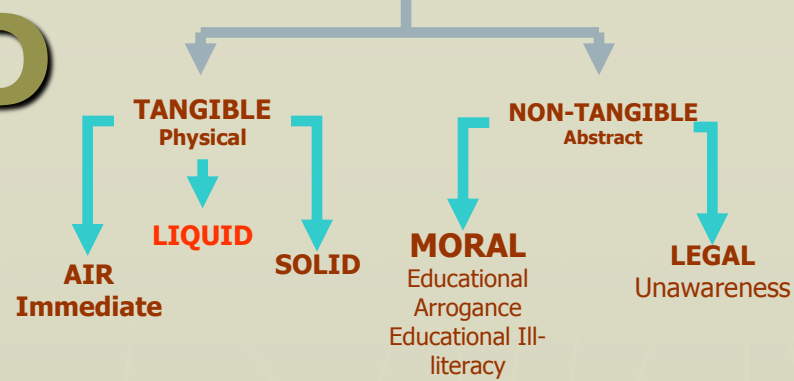 TANGIBLE
Physical
NON-TANGIBLE
Abstract
AIR
Immediate
LIQUID
SOLID
MORAL
Educational
Arrogance
Educational Ill-
literacy
LEGAL
Unawareness